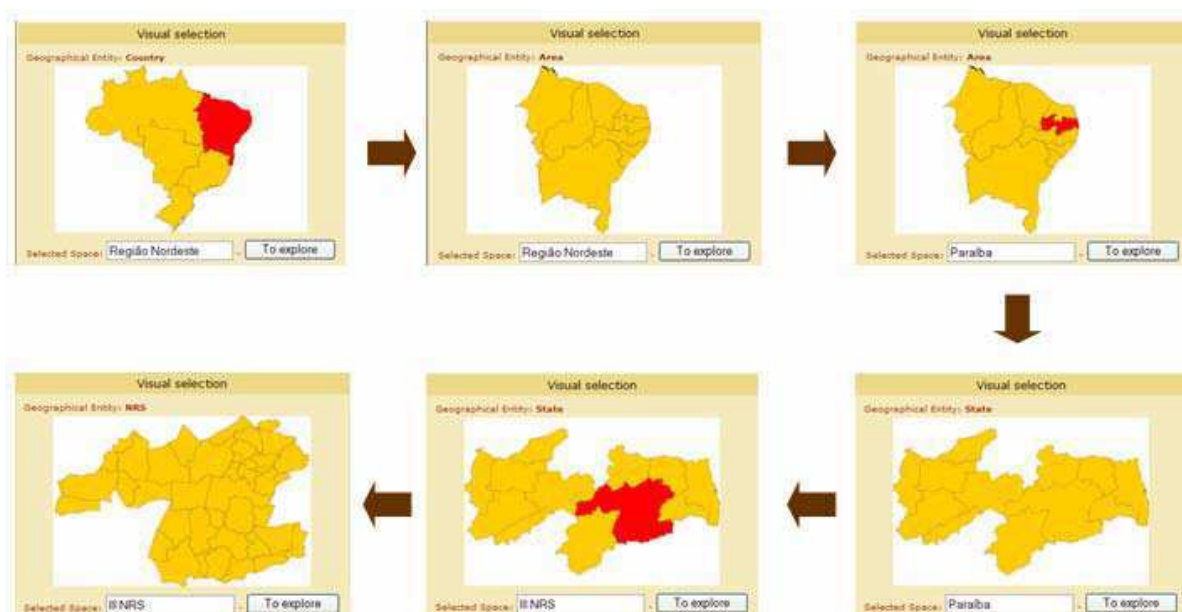 Visual selection
Geographical Entity: Country
Selected Space: Região Nordeste - To explore
Visual selection
Geographical Entity: Area
Selected Space: Região Nordeste - To explore
Visual selection
Geographical Entity: Area
Selected Space: Paraíba - To explore
Visual selection
Geographical Entity: NRS
Selected Space: III NRS - To explore
Visual selection
Geographical Entity: State
Selected Space: III NRS - To explore
Visual selection
Geographical Entity: State
Selected Space: Paraíba - To explore